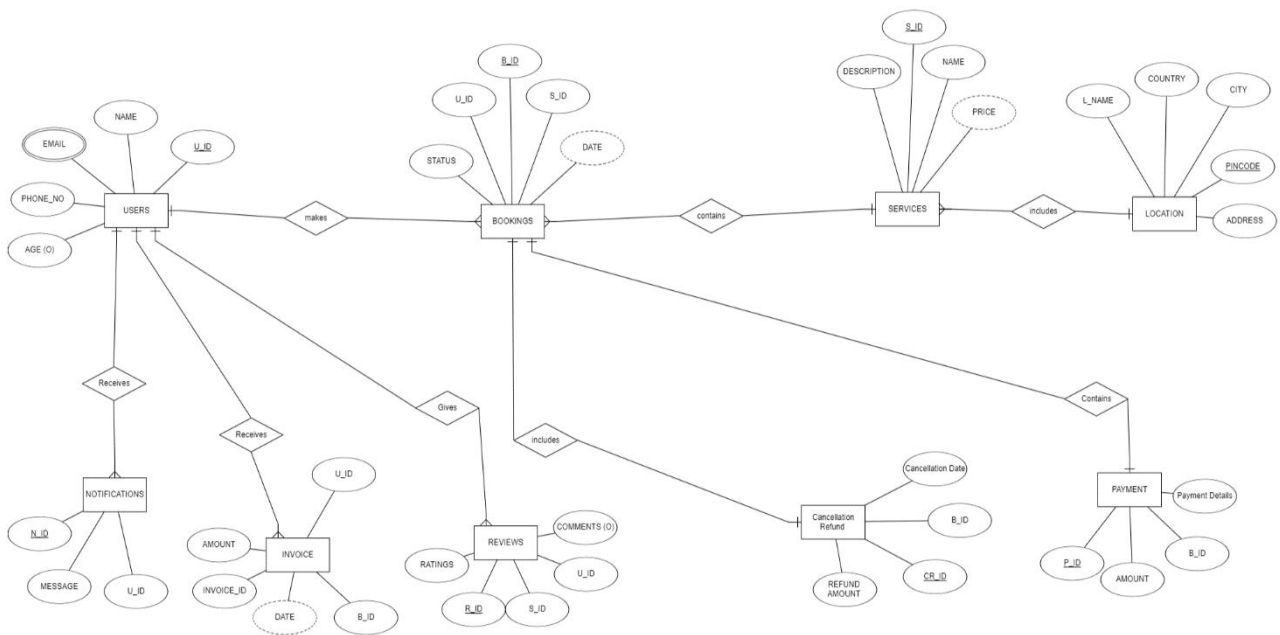 S_ID
B_ID
DESCRIPTION
NAME
COUNTRY
CITY
L_NAME
U_ID
S_ID
PRICE
NAME
EMAIL
U_ID
STATUS
DATE
PINCODE
PHONE_NO
USERS
makes
BOOKINGS
contains
SERVICES
includes
LOCATION
ADDRESS
AGE (O)
Receives
Gives
Contains
Receives
includes
U_ID
Cancellation Date
NOTIFICATIONS
PAYMENT
Payment Details
N_ID
COMMENTS (O)
Cancellation
Refund
B_ID
AMOUNT
INVOICE
RATINGS
REVIEWS
B_ID
P_ID
MESSAGE
U_ID
INVOICE_ID
U_ID
CR_ID
AMOUNT
REFUND
AMOUNT
DATE
B_ID
R_ID
S_ID